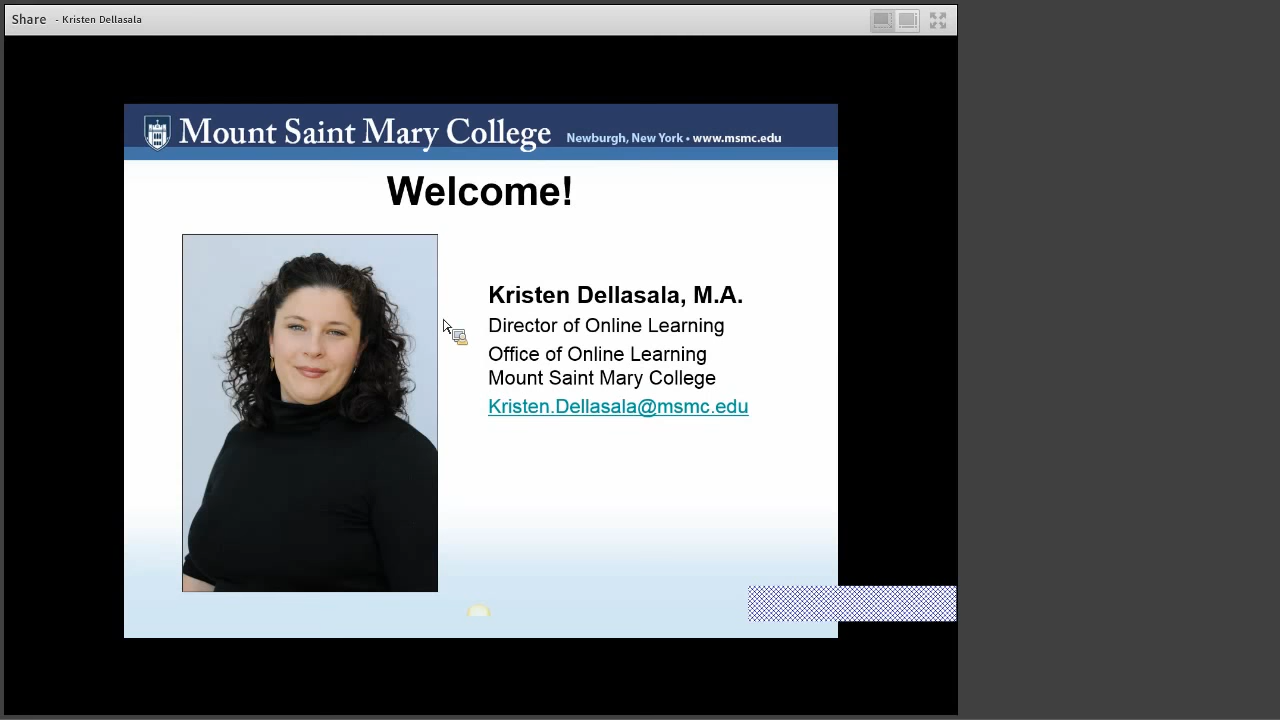 Share - Kristen Dellasala
Mount Saint Mary College Newburgh, New York • www.msmc.edu
Welcome!
Kristen Dellasala, M.A.
Director of Online Learning
Office of Online Learning
Mount Saint Mary College
Kristen.Dellasala@msmc.edu